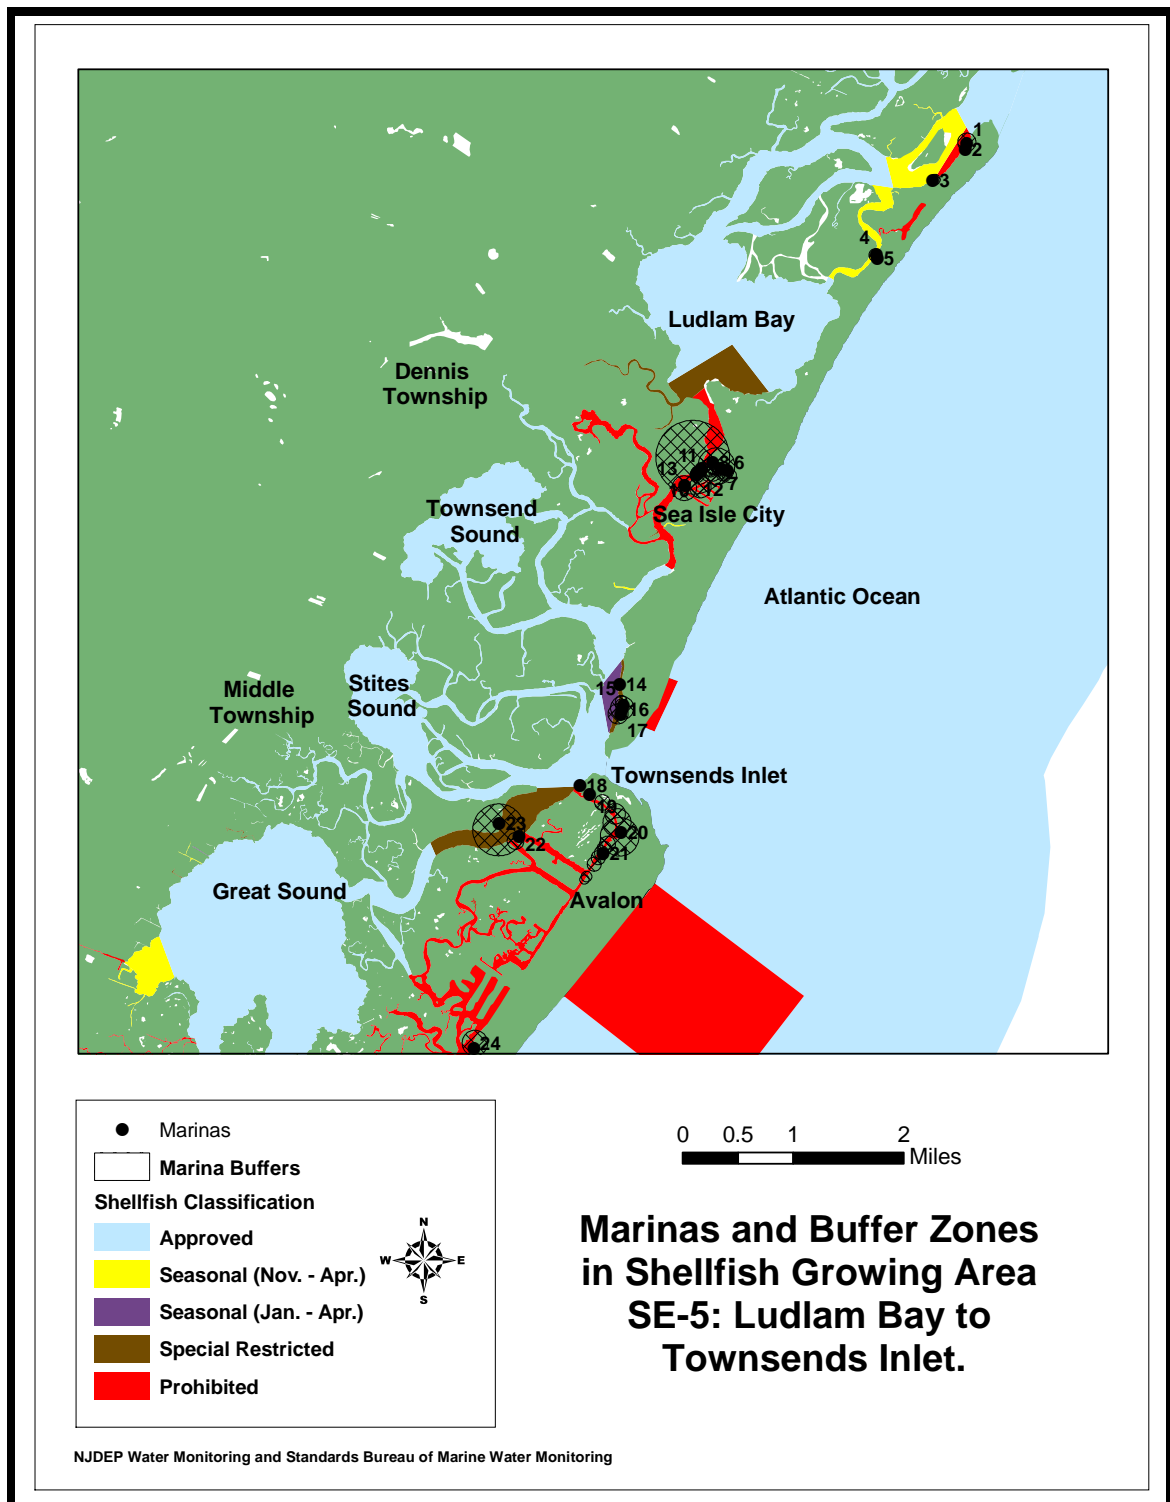 1
2
3
4
5
Ludlam Bay
Dennis
Township
11
8
6
13
7
12
Sea Isle City
Townsend
Sound
Atlantic Ocean
14
15
16
17
Middle
Township
Stites
Sound
Townsends Inlet
18
19
20
21
22
23
Great Sound
Avalon
24
Marinas
Marina Buffers
Shellfish Classification
Approved
Seasonal (Nov. - Apr.)
Seasonal (Jan. - Apr.)
Special Restricted
Prohibited
N
W E
S
0 0.5 1 2
Miles
Marinas and Buffer Zones
in Shellfish Growing Area
SE-5: Ludlam Bay to
Townsends Inlet.
NJDEP Water Monitoring and Standards Bureau of Marine Water Monitoring